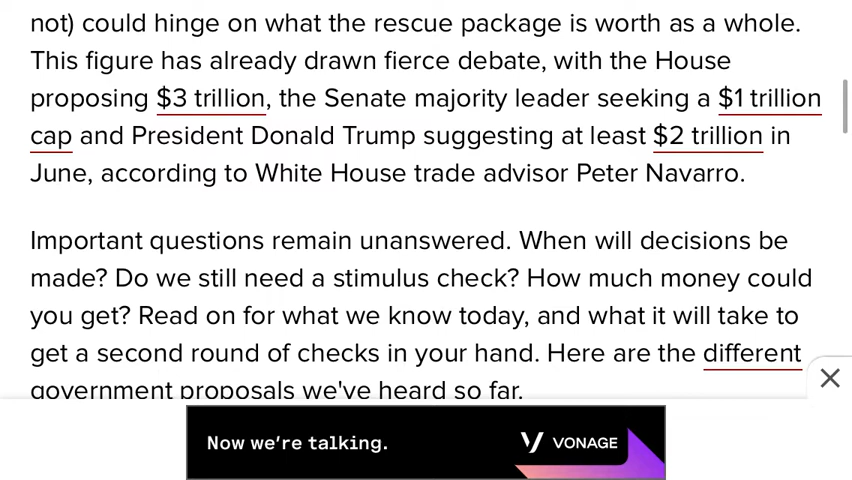 not) could hinge on what the rescue package is worth as a whole.
This figure has already drawn fierce debate, with the House
proposing $3 trillion, the Senate majority leader seeking a $1 trillion
cap and President Donald Trump suggesting at least $2 trillion in
June, according to White House trade advisor Peter Navarro.
Important questions remain unanswered. When will decisions be
made? Do we still need a stimulus check? How much money could
you get? Read on for what we know today, and what it will take to
get a second round of checks in your hand. Here are the different
government proposals we've heard so far.
Now we're talking.
VONAGE